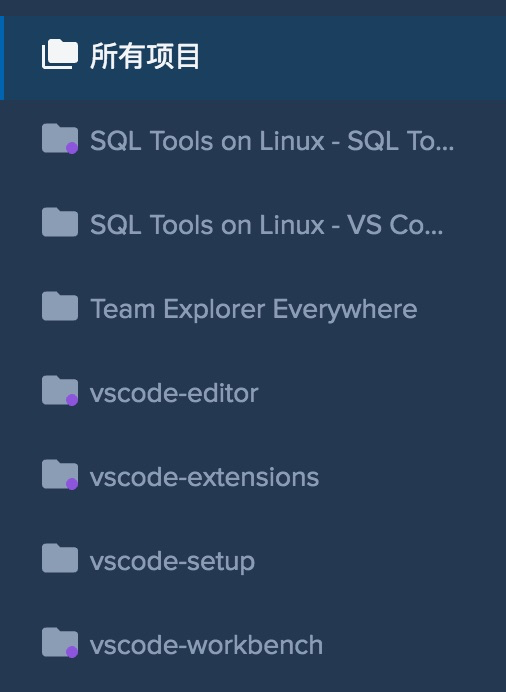 所有项目
SQL Tools on Linux - SQL To...
SQL Tools on Linux - VS Co...
Team Explorer Everywhere
vscode-editor
vscode-extensions
vscode-setup
vscode-workbench